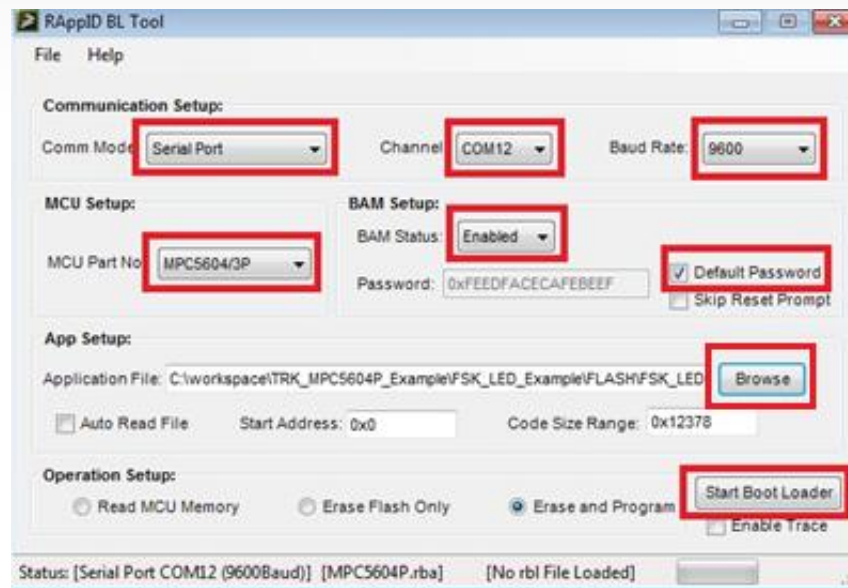 RAppID BL Tool
File Help
Communication Setup:
Comm Mode Serial Port Channel COM12 Baud Rate: 9600
MCU Setup:
BAM Setup:
BAM Status: Enabled
MCU Part No MPC5604/3P
Default Password
Password: 0xFEEDFACECAFEBEEF
Skip Reset Prompt
App Setup:
Application File: C:\workspace\TRK_MPC5604P_Example\FSK_LED_Example\FLASH\FSK_LED Browse
Auto Read File Start Address: 0x0 Code Size Range: 0x12378
Operation Setup:
Start Boot Loader
Read MCU Memory Erase Flash Only Erase and Program
Enable Trace
Status: [Serial Port COM12 (9600Baud)] [MPC5604P.rba] [No rbl File Loaded]